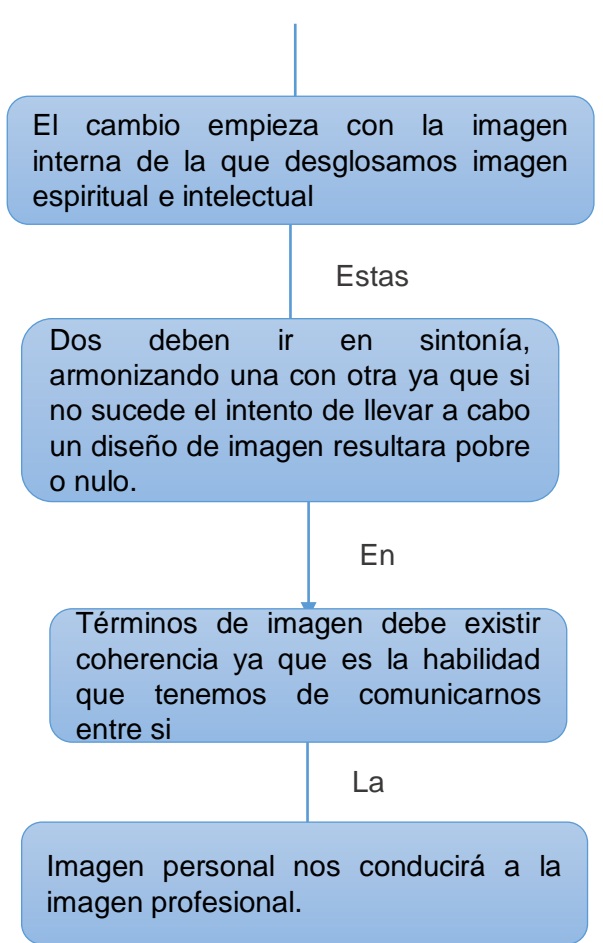 El cambio empieza con la imagen
interna de la que desglosamos imagen
espiritual e intelectual
Estas
Dos deben ir en sintonía,
armonizando una con otra ya que si
no sucede el intento de llevar a cabo
un diseño de imagen resultara pobre
o nulo.
En
Términos de imagen debe existir
coherencia ya que es la habilidad
que tenemos de comunicarnos
entre si
La
Imagen personal nos conducirá a la
imagen profesional.